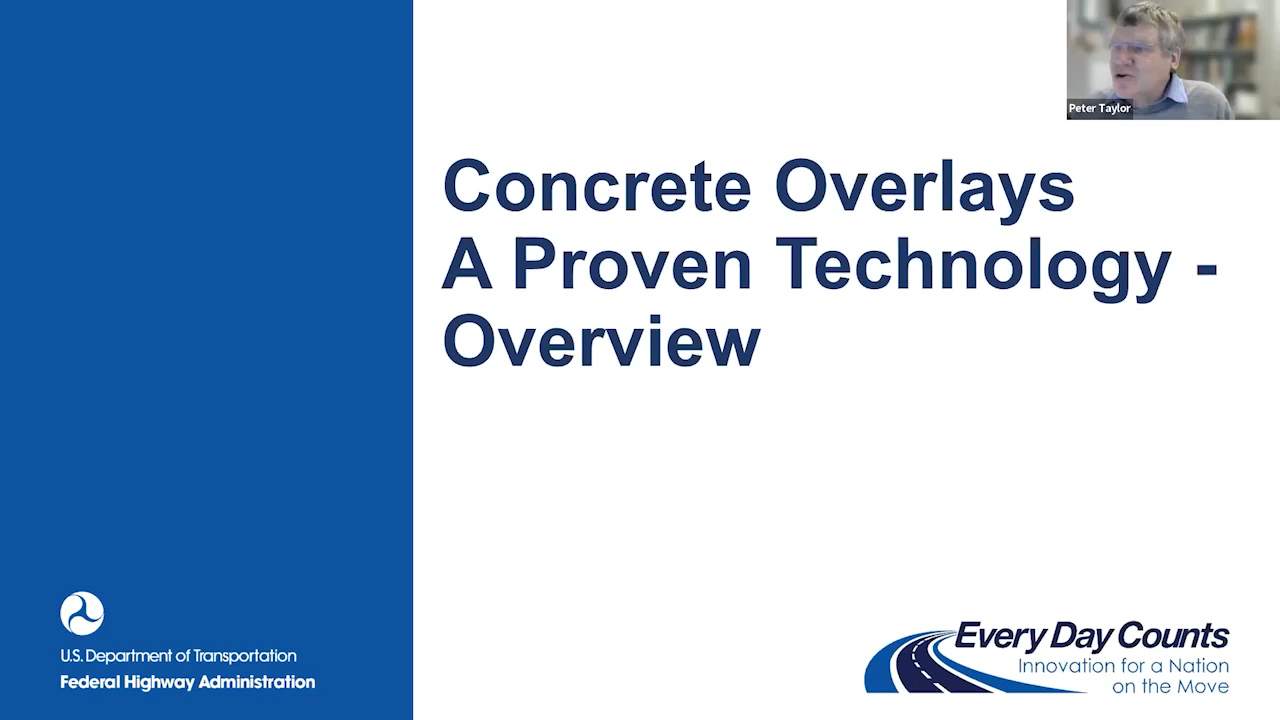 Peter Taylor
Concrete Overlays
A Proven Technology -
Overview
U.S. Department of Transportation
Federal Highway Administration
Every Day Counts
Innovation for a Nation
on the Move